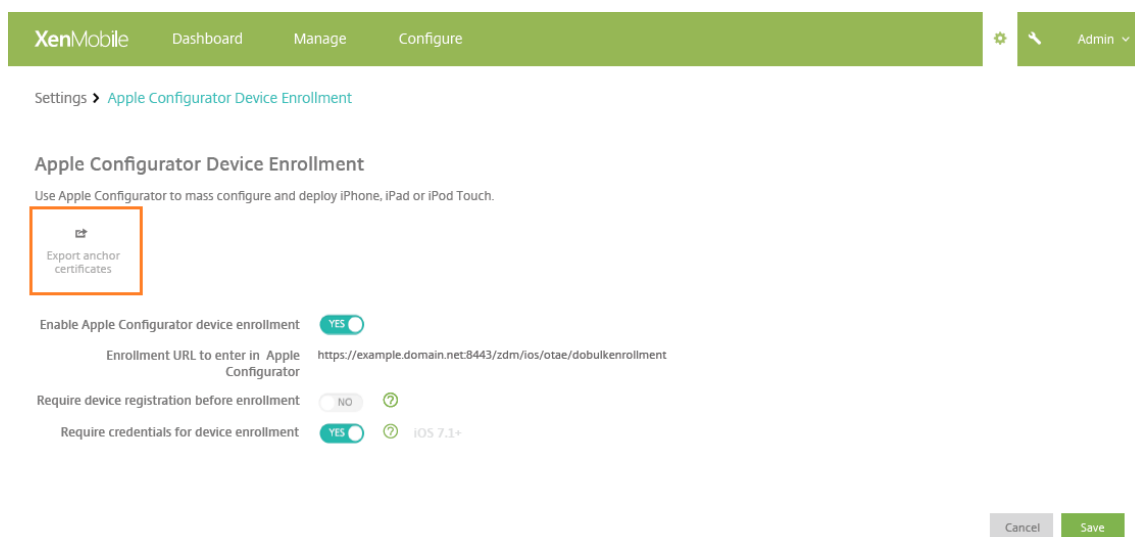 XenMobile Dashboard Manage Configure Admin
Settings > Apple Configurator Device Enrollment
Apple Configurator Device Enrollment
Use Apple Configurator to mass configure and deploy iPhone, iPad or iPod Touch.
Export anchor
certificates
Enable Apple Configurator device enrollment YES
Enrollment URL to enter in Apple https://example.domain.net:8443/zdm/ios/otae/dobulkenrollment
Configurator
Require device registration before enrollment NO ?
Require credentials for device enrollment YES ? iOS 7.1+
Cancel Save